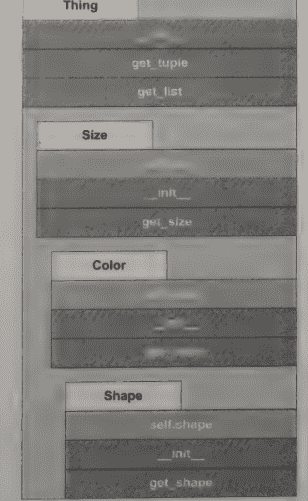 Thing
get_tuple
get_list
Size
__init__
get_size
Color
Shape
self.shape
__init__
get_shape